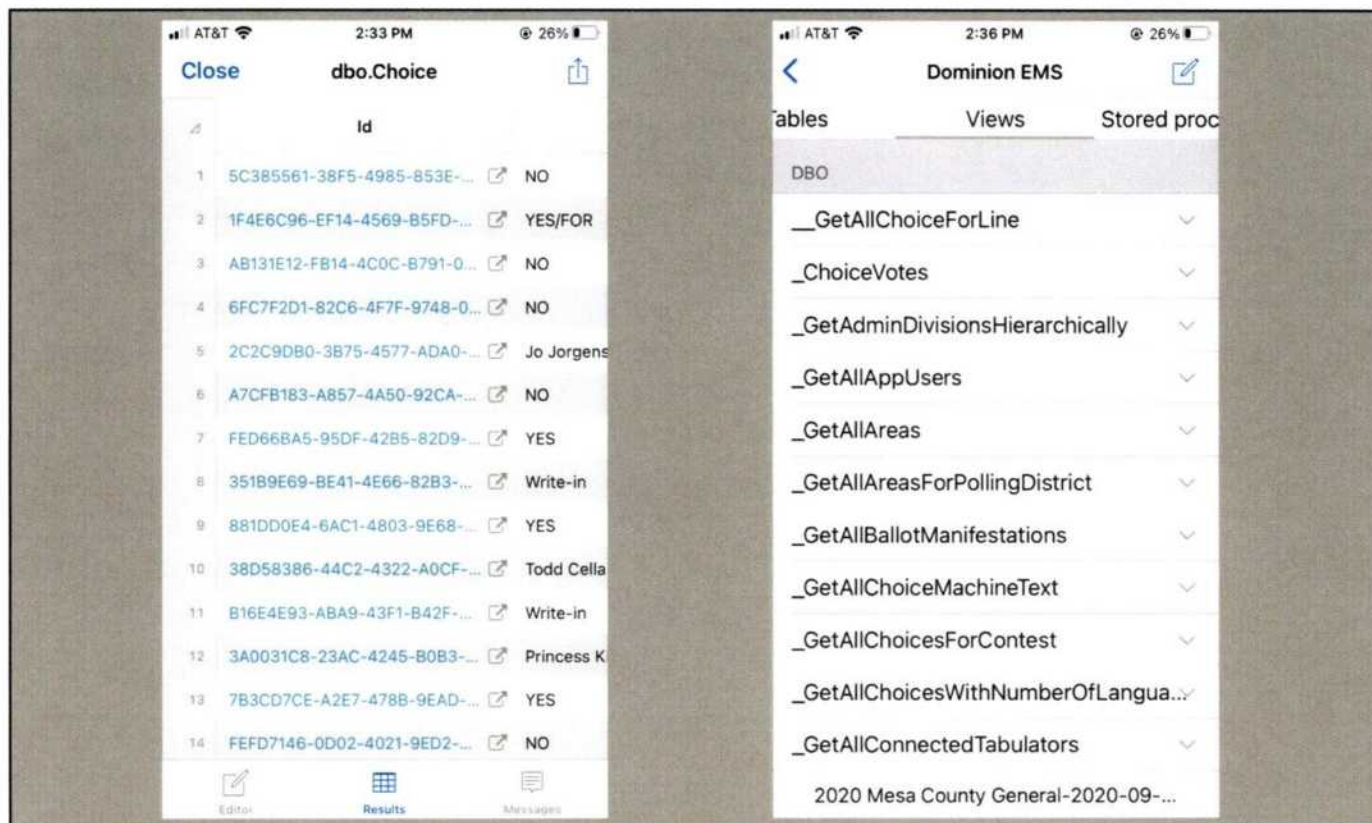 AT&T 2:33 PM 26%
Close dbo.Choice
Id
1 5C385561-38F5-4985-853E-... NO
2 1F4E6C96-EF14-4569-B5FD-... YES/FOR
3 AB131E12-FB14-4C0C-B791-0... NO
4 6FC7F2D1-82C6-4F7F-9748-0... NO
5 2C2C9DB0-3B75-4577-ADA0-... Jo Jorgens
6 A7CFB183-A857-4A50-92CA-... NO
7 FED66BA5-95DF-42B5-82D9-... YES
8 351B9E69-BE41-4E66-82B3-... Write-in
9 881DD0E4-6AC1-4803-9E68-... YES
10 38D58386-44C2-4322-A0CF-... Todd Cella
11 B16E4E93-ABA9-43F1-B42F-... Write-in
12 3A0031C8-23AC-4245-B0B3-... Princess K
13 7B3CD7CE-A2E7-478B-9EAD-... YES
14 FEFD7146-0D02-4021-9ED2-... NO
Editor Results Messages
AT&T 2:36 PM 26%
Dominion EMS
Tables Views Stored proc
DBO
__GetAllChoiceForLine
_ChoiceVotes
_GetAdminDivisionsHierarchically
_GetAllAppUsers
_GetAllAreas
_GetAllAreasForPollingDistrict
_GetAllBallotManifestations
_GetAllChoiceMachineText
_GetAllChoicesForContest
_GetAllChoicesWithNumberOfLangua...
_GetAllConnectedTabulators
2020 Mesa County General-2020-09-...